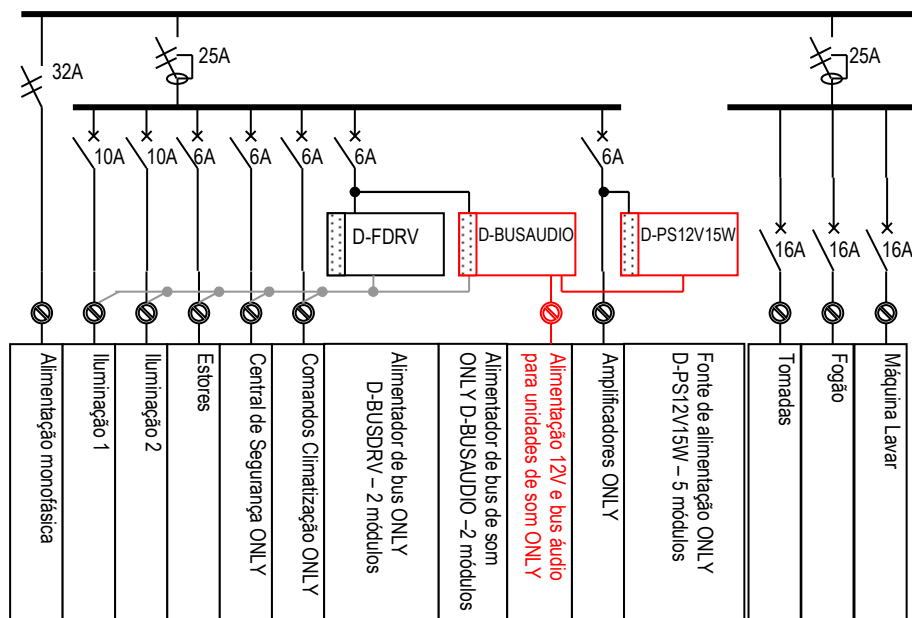 32A
25A
25A
10A
10A
6A
6A
6A
6A
6A
D-FDRV
D-BUSAUDIO
D-PS12V15W
16A
16A
16A
Alimentação monofásica
Iluminação 1
Iluminação 2
Estores
Central de Segurança ONLY
Comandos Climatização ONLY
Alimentador de bus ONLY
D-BUSDRV – 2 módulos
Alimentador de bus de som
ONLY D-BUSAUDIO –2 módulos
Alimentação 12V e bus áudio
para unidades de som ONLY
Amplificadores ONLY
Fonte de alimentação ONLY
D-PS12V15W – 5 módulos
Tomadas
Fogão
Máquina Lavar